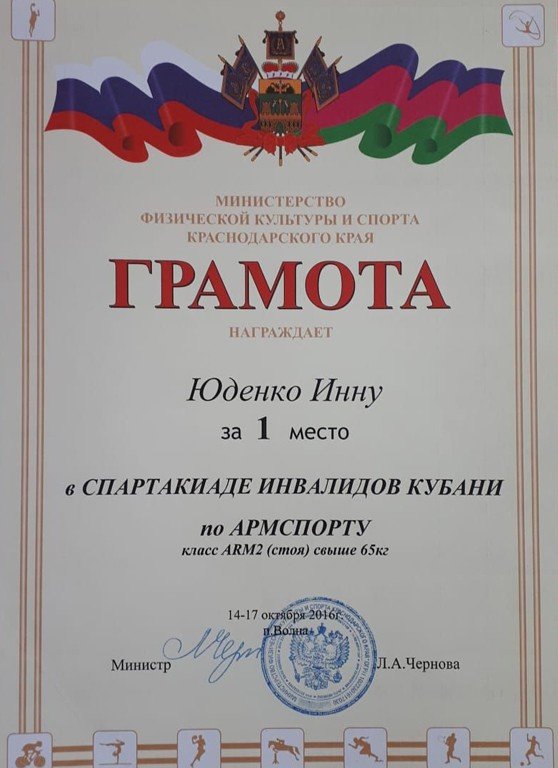 МИНИСТЕРСТВО
ФИЗИЧЕСКОЙ КУЛЬТУРЫ И СПОРТА
КРАСНОДАРСКОГО КРАЯ
ГРАМОТА
НАГРАЖДАЕТ
Юденко Инну
за 1 место
в СПАРТАКИАДЕ ИНВАЛИДОВ КУБАНИ
по АРМСПОРТУ
класс ARM2 (стоя) свыше 65кг
14-17 октября 2016г.
п.Волна
Министр Л.А.Чернова